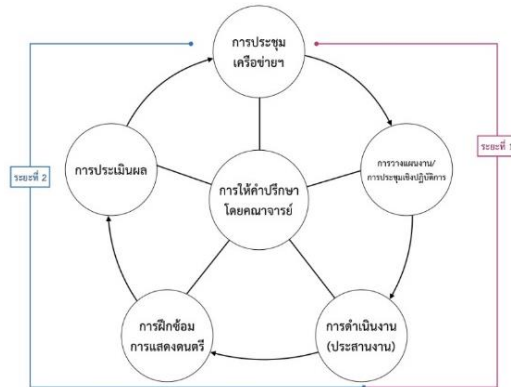 การประชุม
เครือข่ายฯ
ระยะที่ 1
ระยะที่ 2
การประเมินผล
การวางแผนงาน/
การประชุมเชิงปฏิบัติการ
การให้คำปรึกษา
โดยคณาจารย์
การฝึกซ้อม
การแสดงดนตรี
การดำเนินงาน
(ประสานงาน)